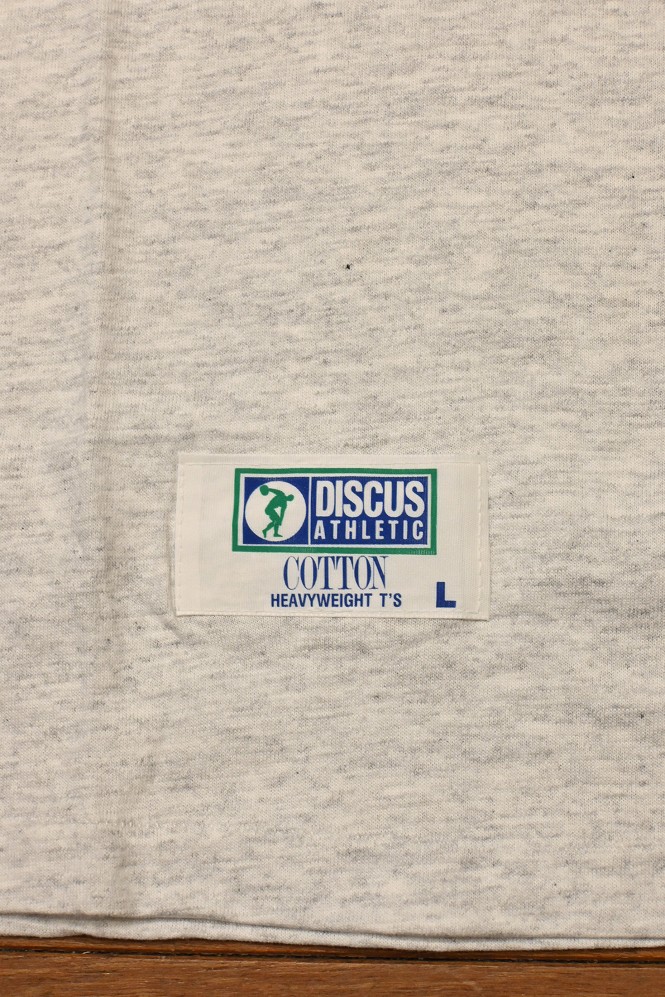 DISCUS
ATHLETIC
COTTON
HEAVYWEIGHT T'S
L